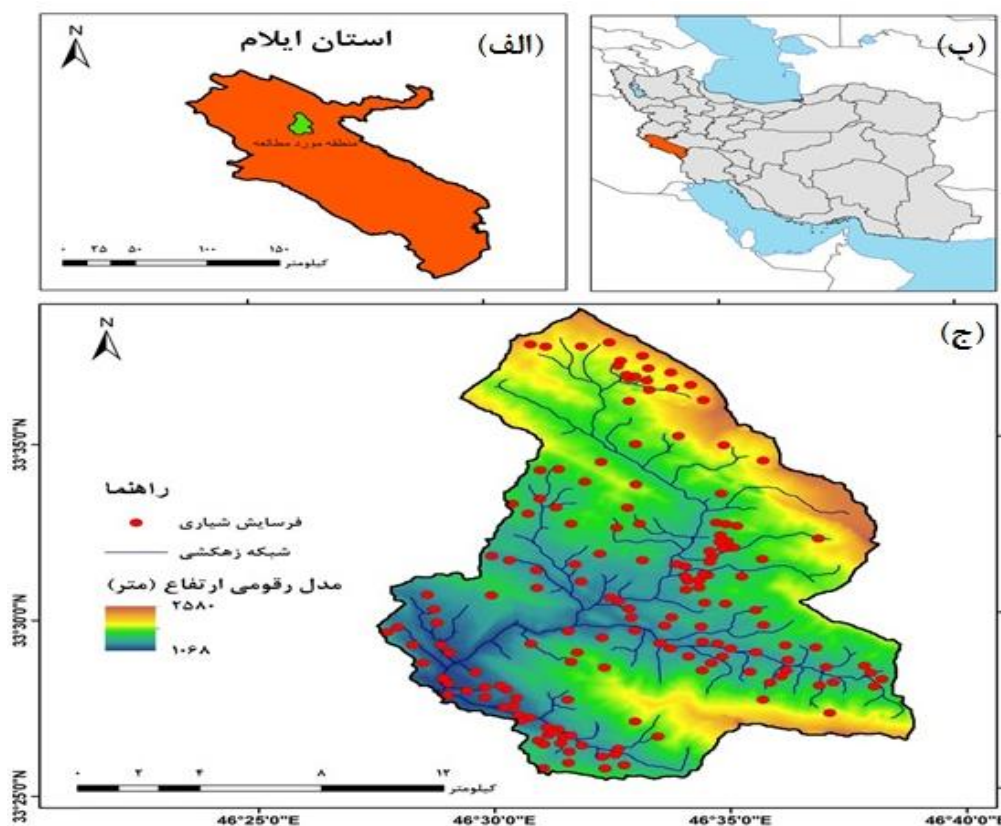 N
استان ایلام
(الف)
منطقه مورد مطالعه
۰ ۲۵ ۵۰ ۱۰۰ ۱۵۰
کیلومتر
(ب)
46°25'0"E 46°30'0"E 46°35'0"E 46°40'0"E
N
(ج)
33°35'0"N
33°30'0"N
33°25'0"N
راهنما
فرسایش شیاری
شبکه زهکشی
مدل رقومی ارتفاع (متر)
۲۵۸۰
۱۰۶۸
۰ ۲ ۴ ۸ ۱۲
کیلومتر